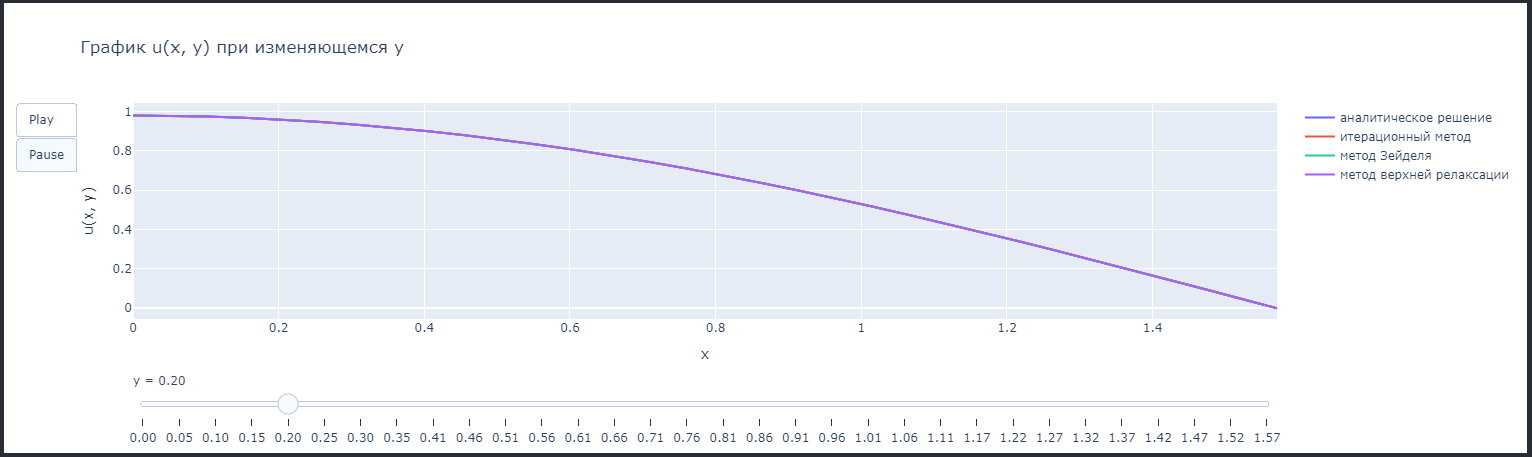 График u(x, y) при изменяющемся y
Play
Pause
u(x, y)
1
0.8
0.6
0.4
0.2
0
0 0.2 0.4 0.6 0.8 1 1.2 1.4
x
аналитическое решение
итерационный метод
метод Зейделя
метод верхней релаксации
y = 0.20
0.00 0.05 0.10 0.15 0.20 0.25 0.30 0.35 0.41 0.46 0.51 0.56 0.61 0.66 0.71 0.76 0.81 0.86 0.91 0.96 1.01 1.06 1.11 1.17 1.22 1.27 1.32 1.37 1.42 1.47 1.52 1.57